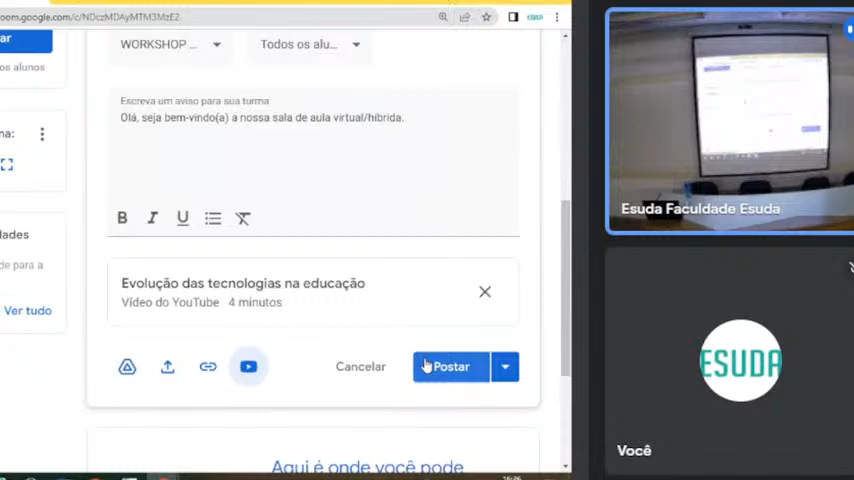 oom.google.com/c/NDczMDAyMTM3MzE2
ar
os alunos
WORKSHOP ...
Todos os alu...
na:
Escreva um aviso para sua turma
Olá, seja bem-vindo(a) a nossa sala de aula virtual/híbrida.
B I U
dades
de para a
Ver tudo
Evolução das tecnologias na educação
Vídeo do YouTube 4 minutos
Cancelar
Postar
Aqui é onde você pode
16:36
Esuda Faculdade Esuda
ESUDA
Você